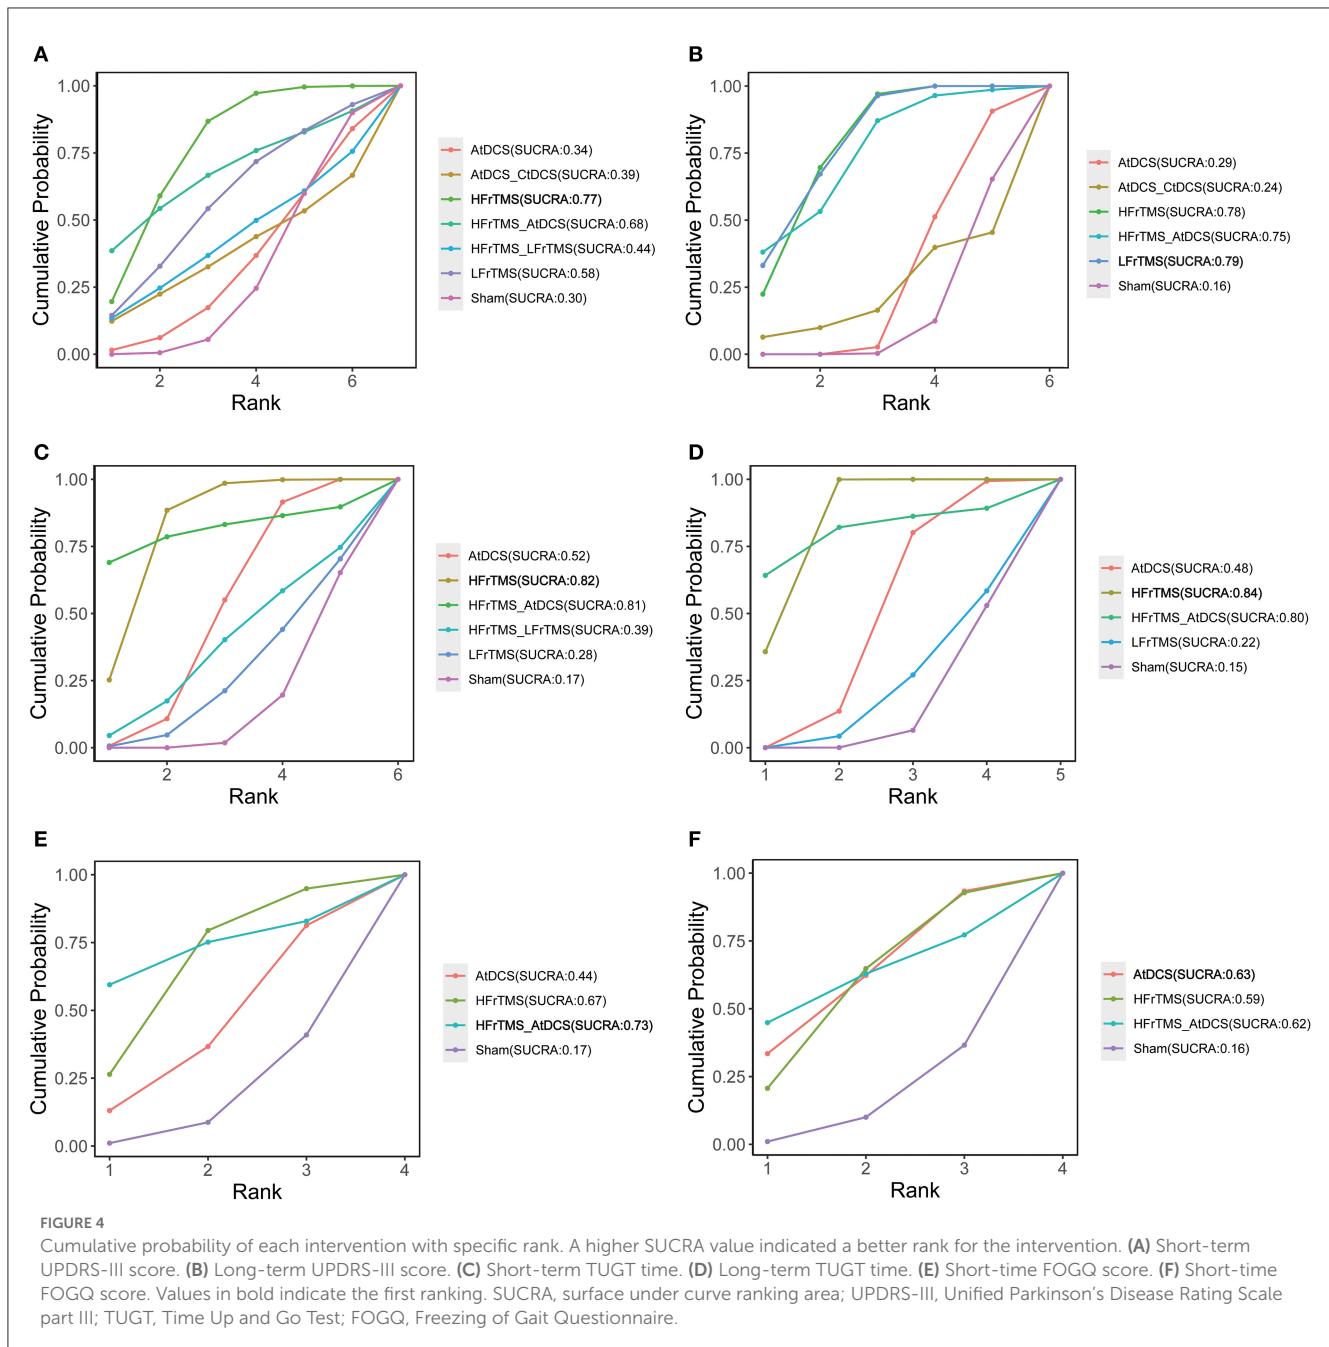 A
1.00
0.75
0.50
0.25
0.00
Cumulative Probability
2
4
6
Rank
AtDCS(SUCRA:0.34)
AtDCS_CtDCS(SUCRA:0.39)
HFrTMS(SUCRA:0.77)
HFrTMS_AtDCS(SUCRA:0.68)
HFrTMS_LFrTMS(SUCRA:0.44)
LFrTMS(SUCRA:0.58)
Sham(SUCRA:0.30)
B
1.00
0.75
0.50
0.25
0.00
Cumulative Probability
2
4
6
Rank
AtDCS(SUCRA:0.29)
AtDCS_CtDCS(SUCRA:0.24)
HFrTMS(SUCRA:0.78)
HFrTMS_AtDCS(SUCRA:0.75)
LFrTMS(SUCRA:0.79)
Sham(SUCRA:0.16)
C
1.00
0.75
0.50
0.25
0.00
Cumulative Probability
2
4
6
Rank
AtDCS(SUCRA:0.52)
HFrTMS(SUCRA:0.82)
HFrTMS_AtDCS(SUCRA:0.81)
HFrTMS_LFrTMS(SUCRA:0.39)
LFrTMS(SUCRA:0.28)
Sham(SUCRA:0.17)
D
1.00
0.75
0.50
0.25
0.00
Cumulative Probability
1
2
3
4
5
Rank
AtDCS(SUCRA:0.48)
HFrTMS(SUCRA:0.84)
HFrTMS_AtDCS(SUCRA:0.80)
LFrTMS(SUCRA:0.22)
Sham(SUCRA:0.15)
E
1.00
0.75
0.50
0.25
0.00
Cumulative Probability
1
2
3
4
Rank
AtDCS(SUCRA:0.44)
HFrTMS(SUCRA:0.67)
HFrTMS_AtDCS(SUCRA:0.73)
Sham(SUCRA:0.17)
F
1.00
0.75
0.50
0.25
0.00
Cumulative Probability
1
2
3
4
Rank
AtDCS(SUCRA:0.63)
HFrTMS(SUCRA:0.59)
HFrTMS_AtDCS(SUCRA:0.62)
Sham(SUCRA:0.16)
FIGURE 4
Cumulative probability of each intervention with specific rank. A higher SUCRA value indicated a better rank for the intervention. (A) Short-term
UPDRS-III score. (B) Long-term UPDRS-III score. (C) Short-term TUGT time. (D) Long-term TUGT time. (E) Short-time FOGQ score. (F) Short-time
FOGQ score. Values in bold indicate the first ranking. SUCRA, surface under curve ranking area; UPDRS-III, Unified Parkinson's Disease Rating Scale
part III; TUGT, Time Up and Go Test; FOGQ, Freezing of Gait Questionnaire.